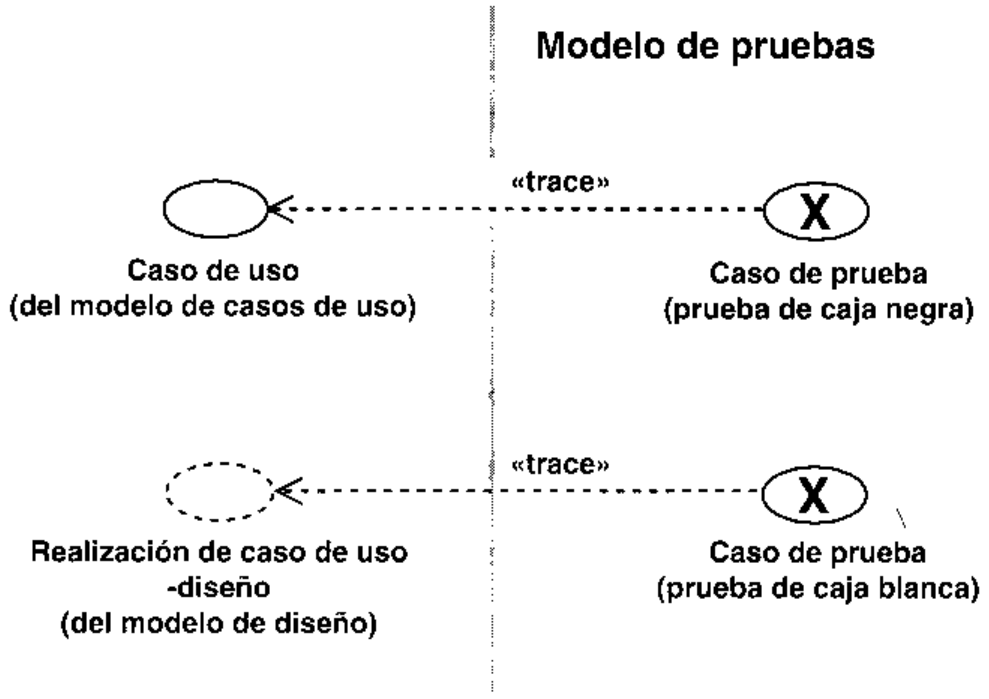 Modelo de pruebas
«trace»
X
Caso de uso
(del modelo de casos de uso)
Caso de prueba
(prueba de caja negra)
«trace»
X
Realización de caso de uso
-diseño
(del modelo de diseño)
Caso de prueba
(prueba de caja blanca)